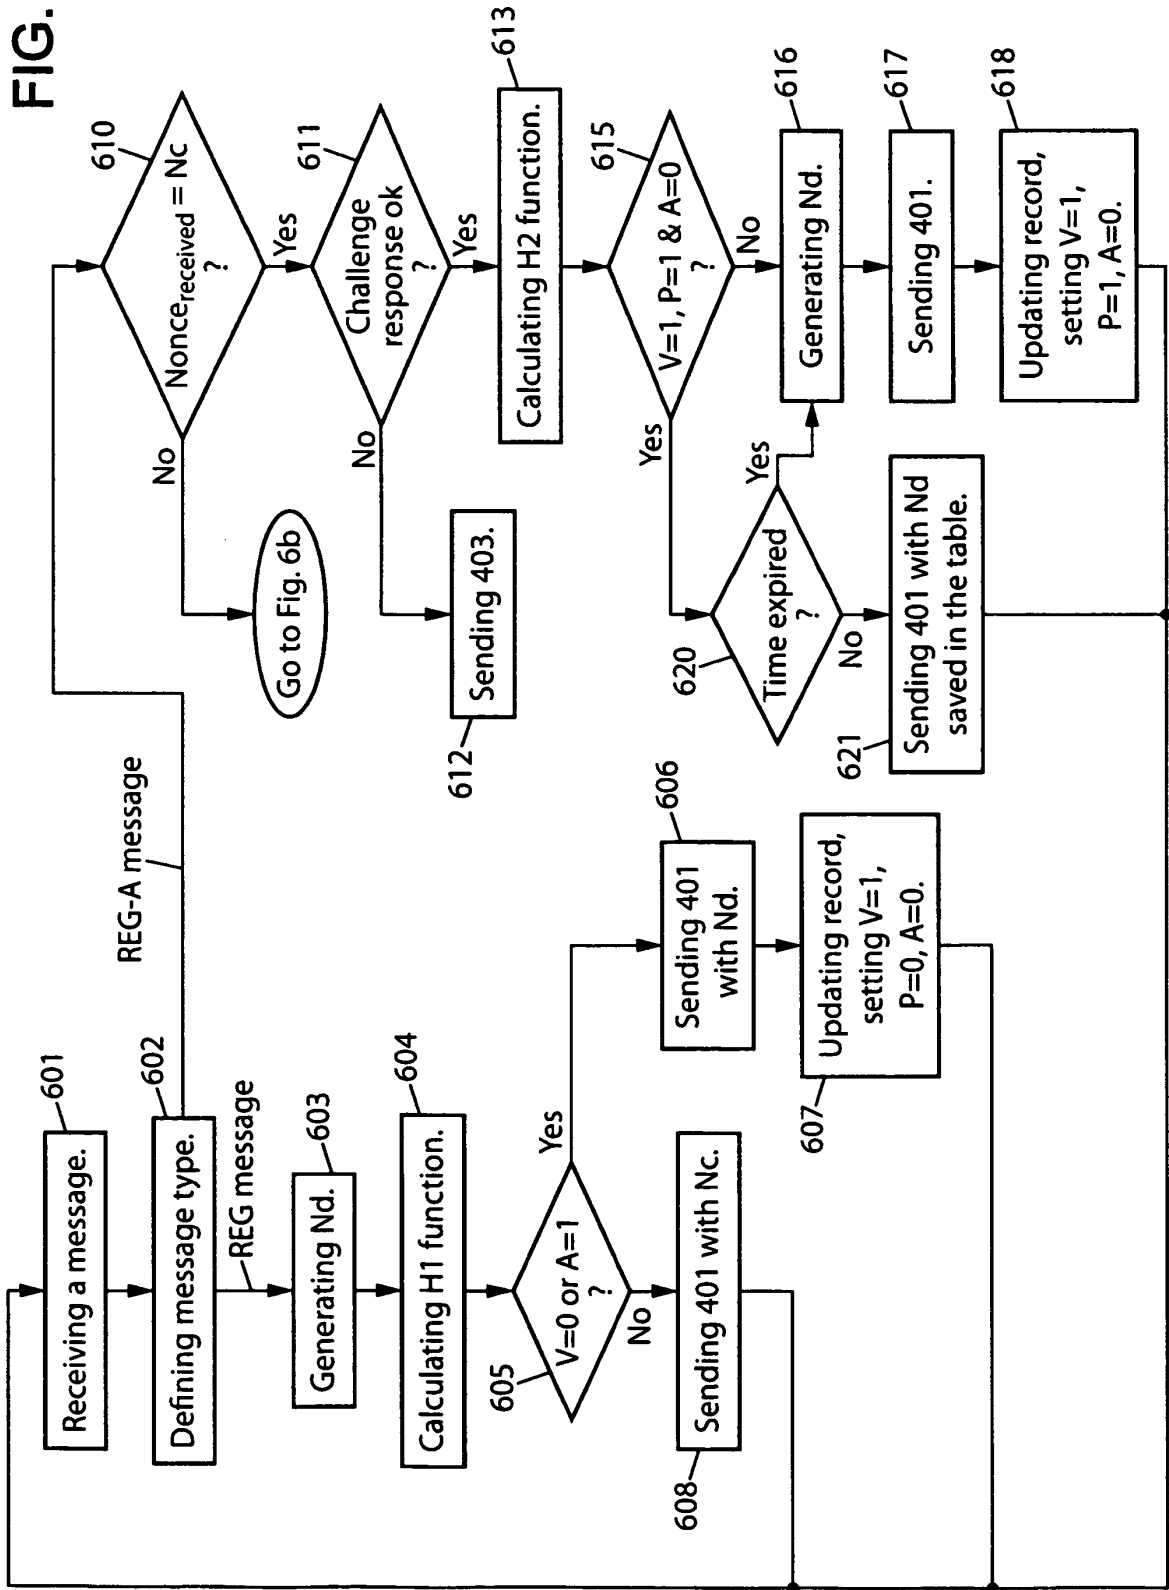 FIG.
601
Receiving a message.
602
Defining message type.
REG-A message
REG message
603
Generating Nd.
604
Calculating H1 function.
605
V=0 or A=1
?
Yes
No
606
Sending 401
with Nd.
607
Updating record,
setting V=1,
P=0, A=0.
608
Sending 401 with Nc.
610
Noncereceived = Nc
?
No
Yes
Go to Fig. 6b
611
Challenge
response ok
?
No
Yes
612
Sending 403.
613
Calculating H2 function.
615
V=1, P=1 & A=0
?
Yes
No
620
Time expired
?
Yes
No
616
Generating Nd.
617
Sending 401.
618
Updating record,
setting V=1,
P=1, A=0.
621
Sending 401 with Nd
saved in the table.